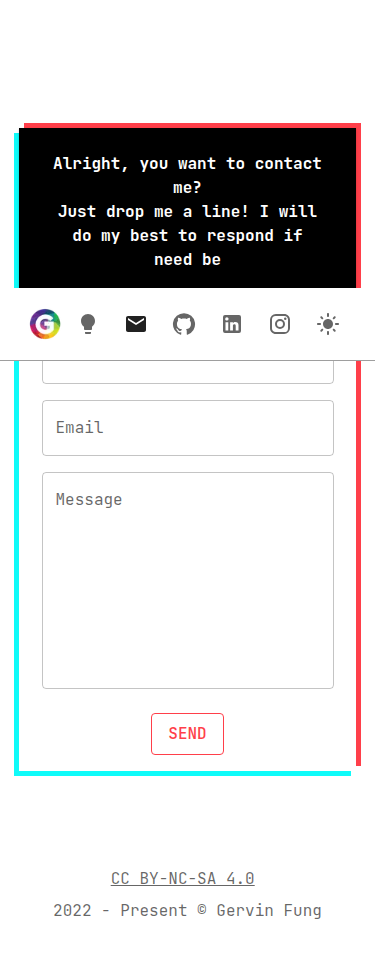 Alright, you want to contact
me?
Just drop me a line! I will
do my best to respond if
need be
G
Email
Message
SEND
CC BY-NC-SA 4.0
2022 - Present © Gervin Fung